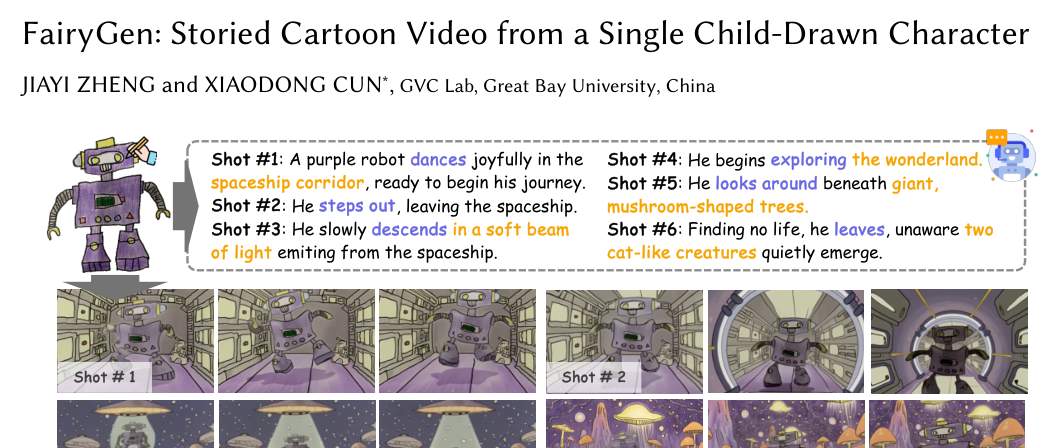 FairyGen: Storied Cartoon Video from a Single Child-Drawn Character
JIAYI ZHENG and XIAODONG CUN*, GVC Lab, Great Bay University, China
Shot #1: A purple robot dances joyfully in the
spaceship corridor, ready to begin his journey.
Shot #2: He steps out, leaving the spaceship.
Shot #3: He slowly descends in a soft beam
of light emiting from the spaceship.
Shot #4: He begins exploring the wonderland.
Shot #5: He looks around beneath giant,
mushroom-shaped trees.
Shot #6: Finding no life, he leaves, unaware two
cat-like creatures quietly emerge.
Shot # 1
Shot # 2